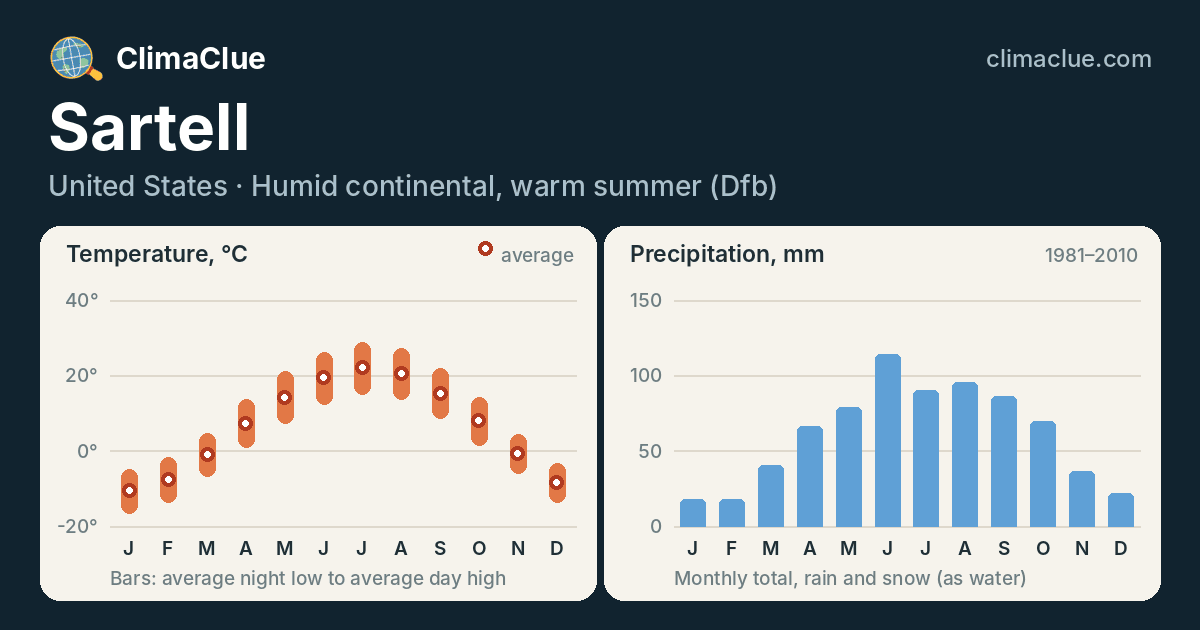 ClimaClue
climaclue.com
Sartell
United States · Humid continental, warm summer (Dfb)
Temperature, °C
average
40°
20°
0°
-20°
J F M A M J J A S O N D
Bars: average night low to average day high
Precipitation, mm
1981–2010
150
100
50
0
J F M A M J J A S O N D
Monthly total, rain and snow (as water)